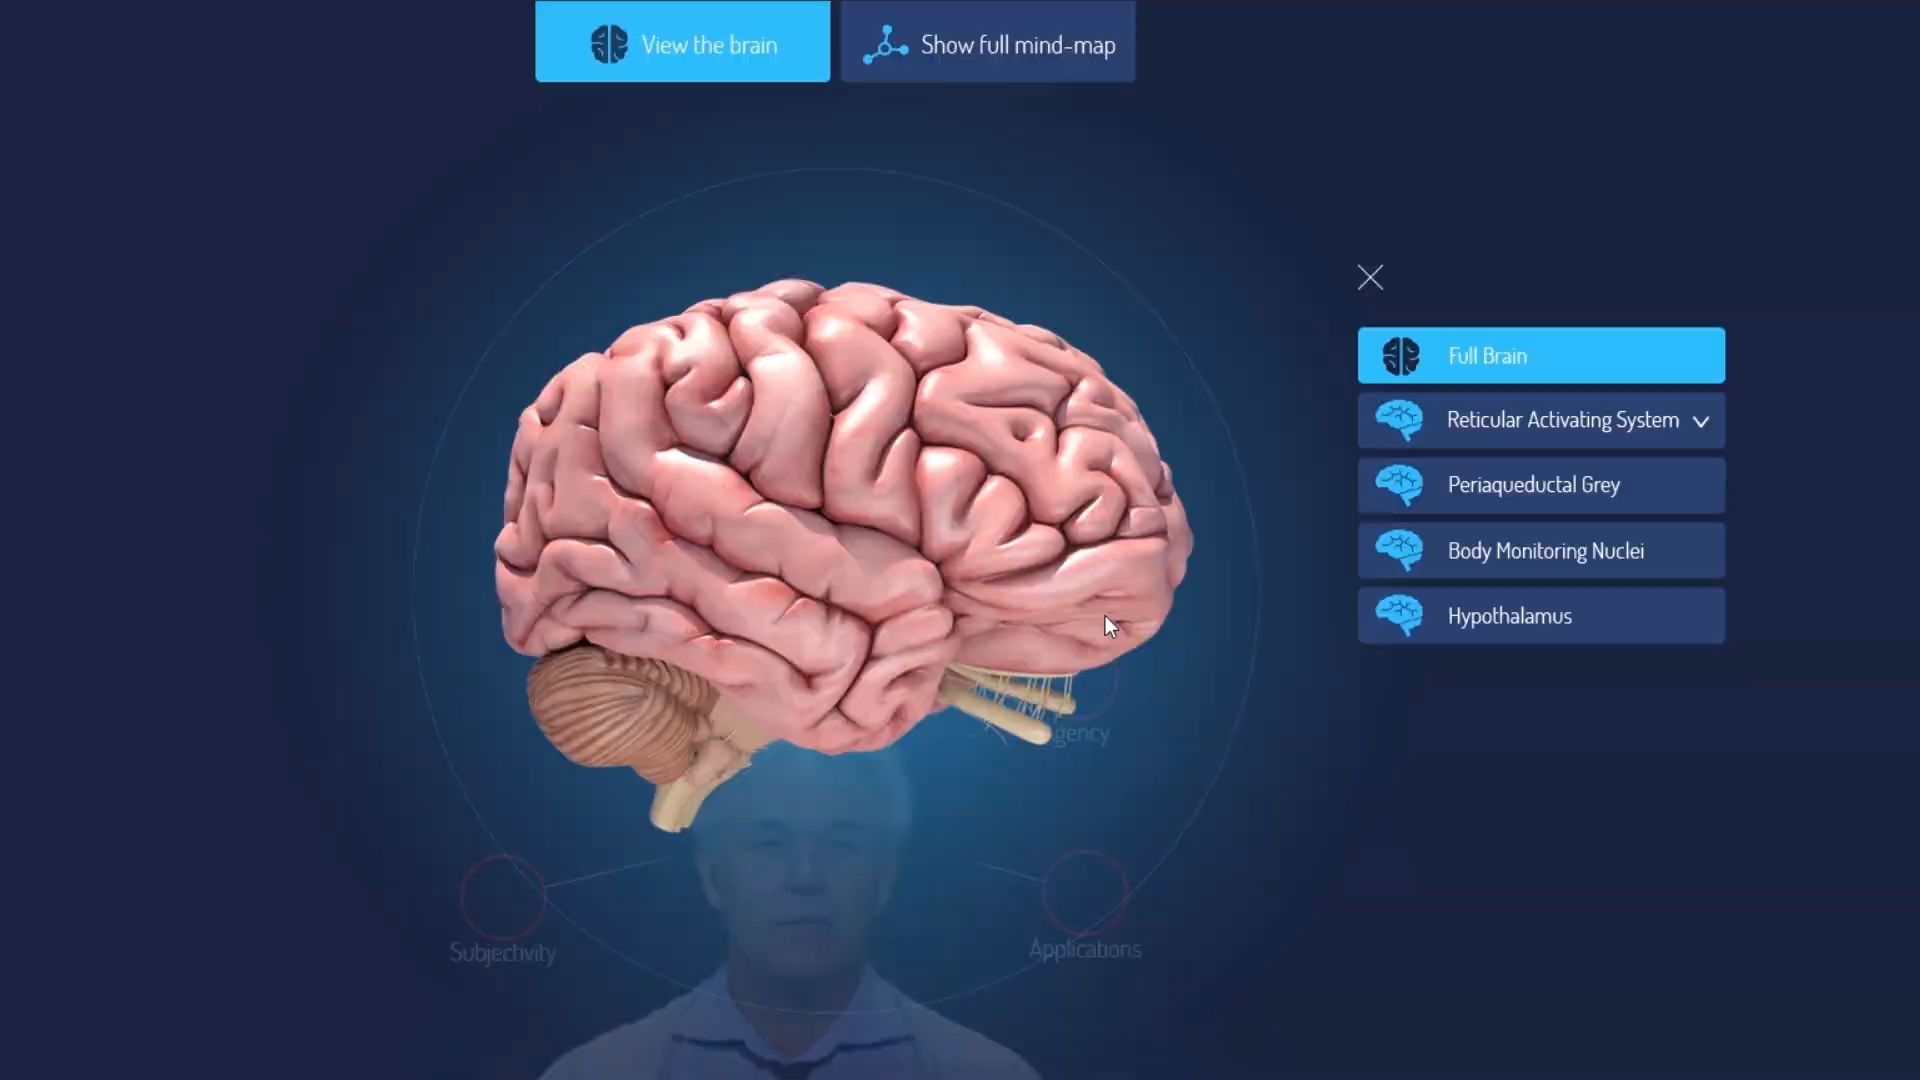 View the brain
Show full mind-map
Full Brain
Reticular Activating System
Periaqueductal Grey
Body Monitoring Nuclei
Hypothalamus
gency
Subjectivity
Applications